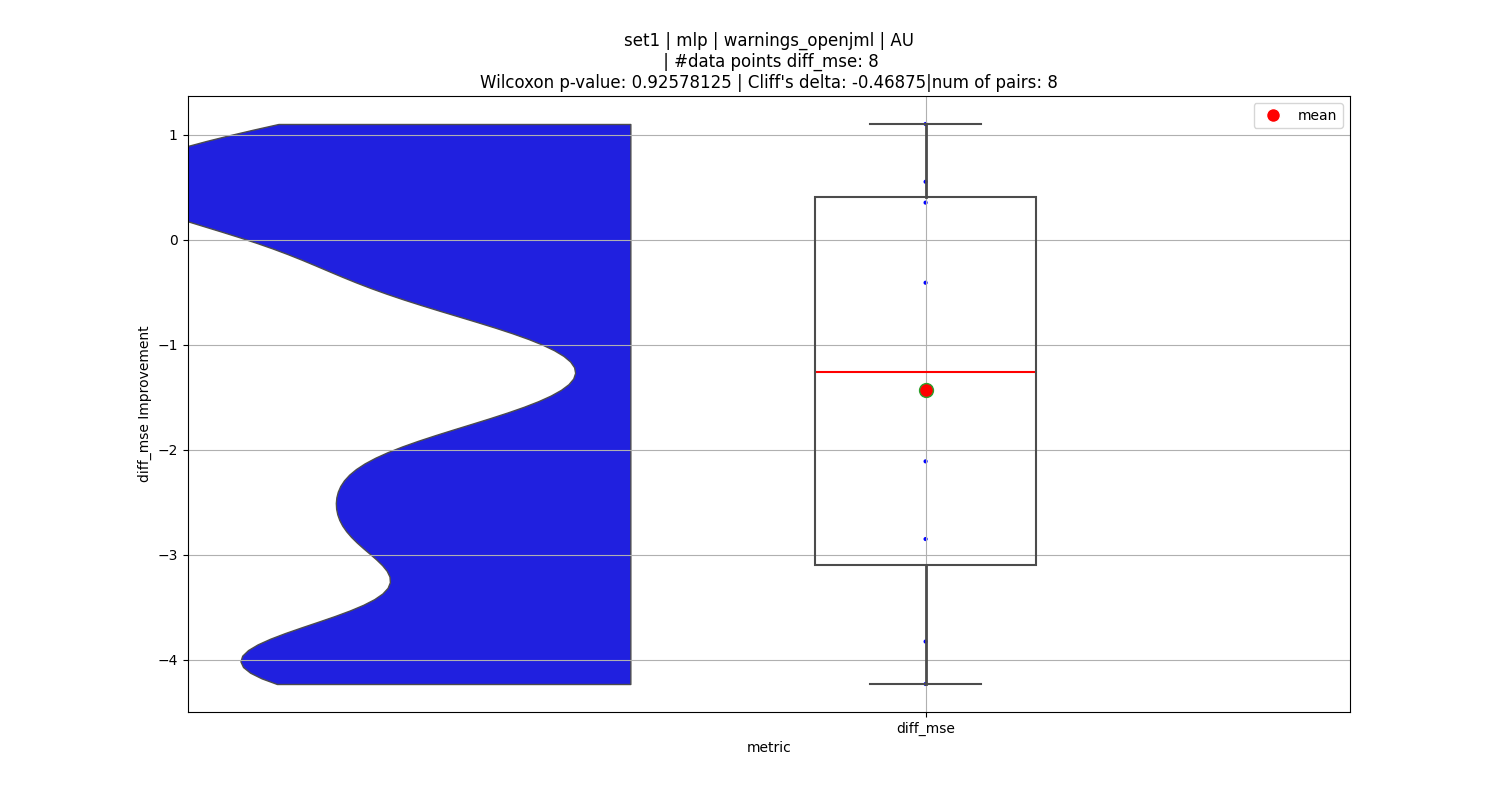 set1 | mlp | warnings_openjml | AU
| #data points diff_mse: 8
Wilcoxon p-value: 0.92578125 | Cliff's delta: -0.46875|num of pairs: 8
mean
1
0
−1
−2
−3
−4
diff_mse Improvement
diff_mse
metric